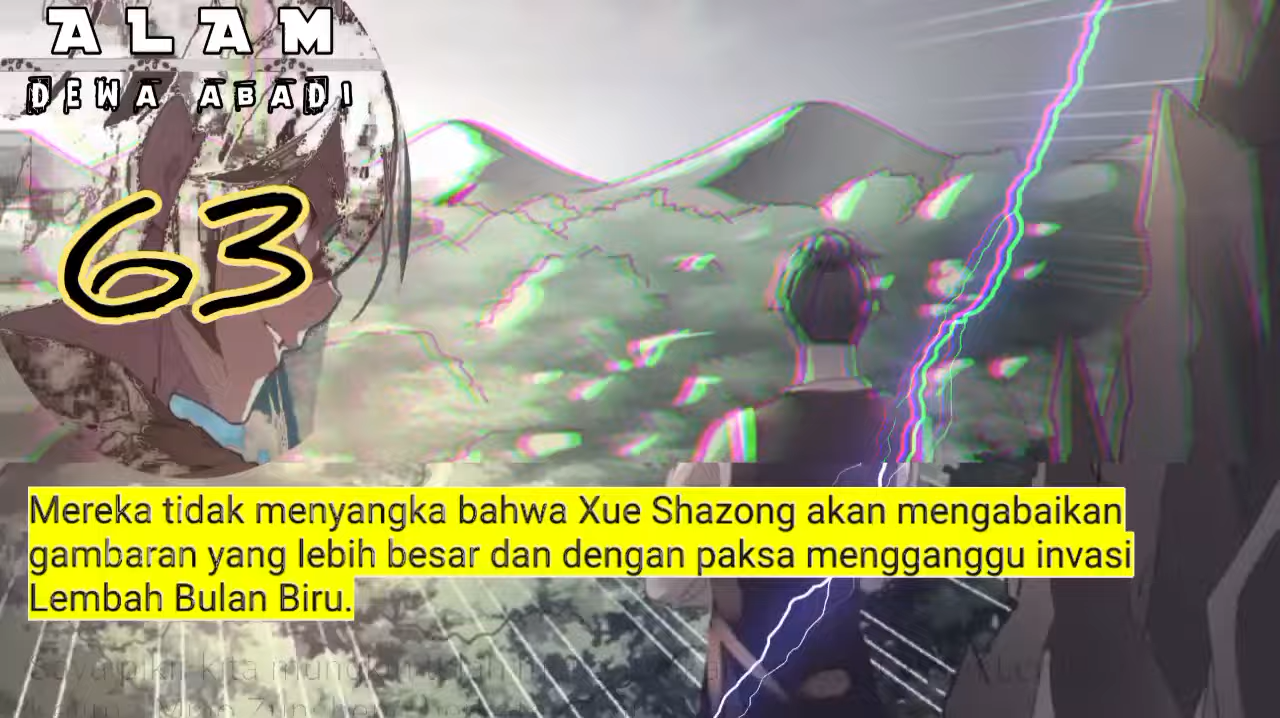 ALAM
DEWA ABADI
63
Mereka tidak menyangka bahwa Xue Shazong akan mengabaikan
gambaran yang lebih besar dan dengan paksa mengganggu invasi
Lembah Bulan Biru.
kita